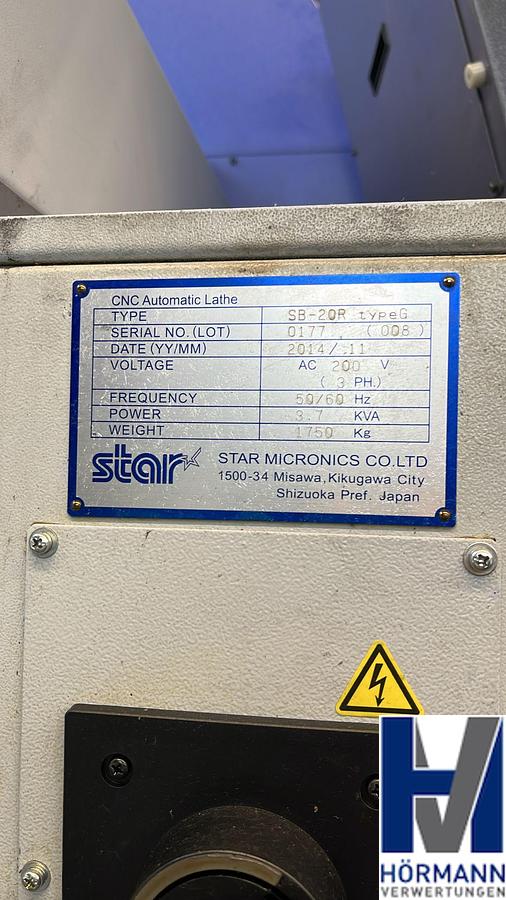 CNC Automatic Lathe
TYPE SB-20R typeG
SERIAL NO.(LOT) 0177 (008)
DATE (YY/MM) 2014/.11
VOLTAGE AC 200 V
(3 PH.)
FREQUENCY 50/60 Hz
POWER 3.7 KVA
WEIGHT 1750 Kg
star STAR MICRONICS CO.LTD
1500-34 Misawa,Kikugawa City
Shizuoka Pref. Japan
HV
HÖRMANN
VERWERTUNGEN